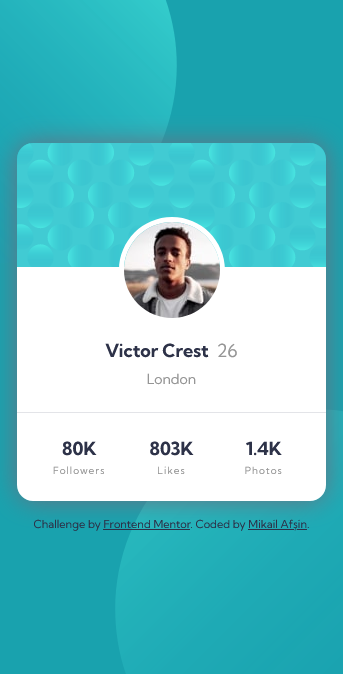 Victor Crest 26
London
80K 803K 1.4K
Followers Likes Photos
Challenge by Frontend Mentor. Coded by Mikail Afşin.